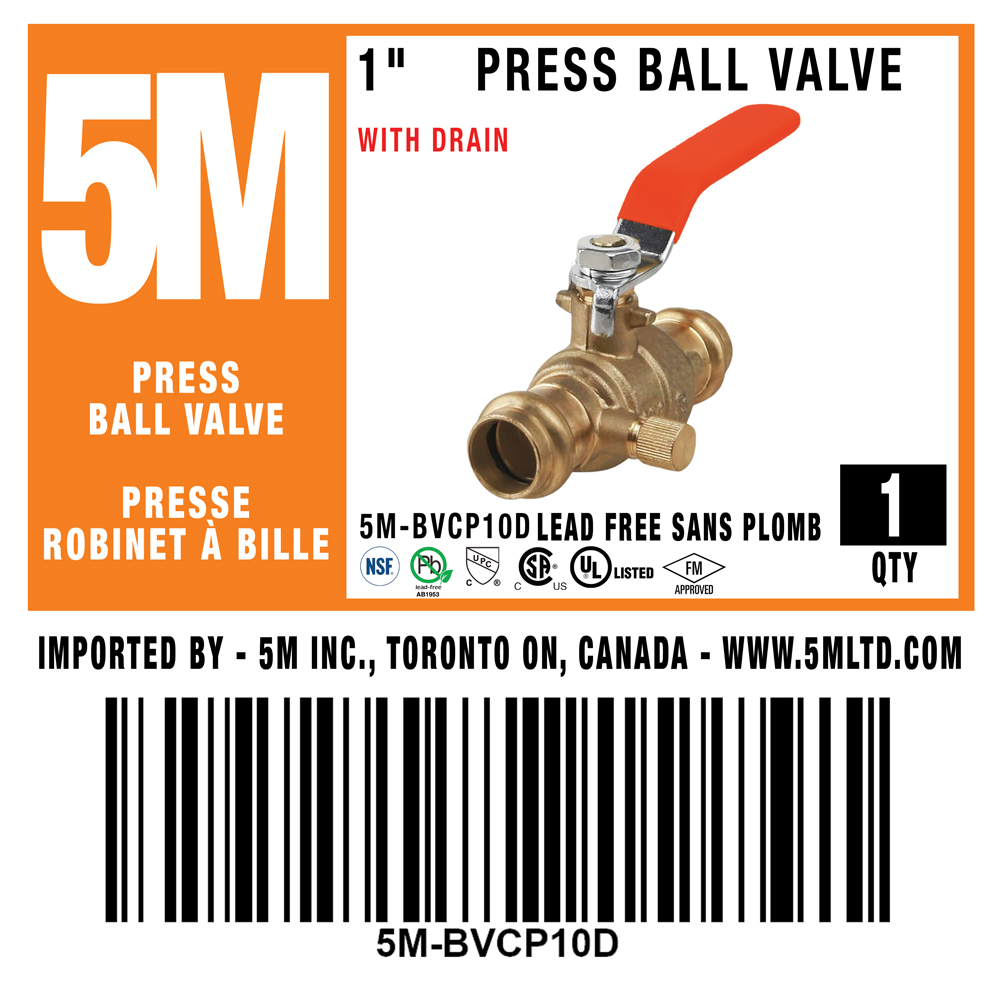 5M
PRESS
BALL VALVE
PRESSE
ROBINET À BILLE
1" PRESS BALL VALVE
WITH DRAIN
5M-BVCP10D LEAD FREE SANS PLOMB
1
QTY
NSF. Pb UPC C ® SA C US UL LISTED FM
lead-free
AB1953
APPROVED
IMPORTED BY - 5M INC., TORONTO ON, CANADA - WWW.5MLTD.COM
5M-BVCP10D